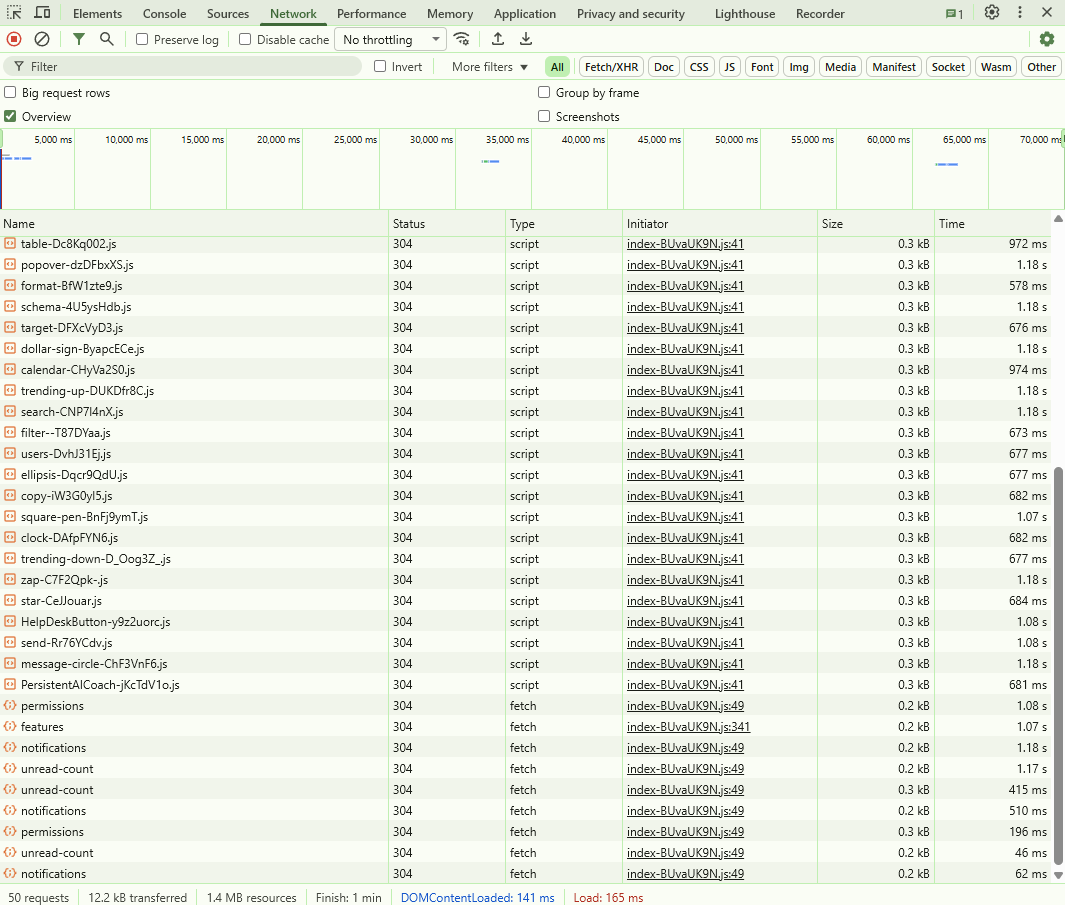 Elements Console Sources Network Performance Memory Application Privacy and security Lighthouse Recorder 1
Preserve log Disable cache No throttling
Filter Invert More filters All Fetch/XHR Doc CSS JS Font Img Media Manifest Socket Wasm Other
Big request rows Group by frame
Overview Screenshots
5,000 ms 10,000 ms 15,000 ms 20,000 ms 25,000 ms 30,000 ms 35,000 ms 40,000 ms 45,000 ms 50,000 ms 55,000 ms 60,000 ms 65,000 ms 70,000 ms
Name Status Type Initiator Size Time
table-Dc8Kq002.js 304 script index-BUvaUK9N.js:41 0.3 kB 972 ms
popover-dzDFbxXS.js 304 script index-BUvaUK9N.js:41 0.3 kB 1.18 s
format-BfW1zte9.js 304 script index-BUvaUK9N.js:41 0.3 kB 578 ms
schema-4U5ysHdb.js 304 script index-BUvaUK9N.js:41 0.3 kB 1.18 s
target-DFXcVyD3.js 304 script index-BUvaUK9N.js:41 0.3 kB 676 ms
dollar-sign-ByapcECe.js 304 script index-BUvaUK9N.js:41 0.3 kB 1.18 s
calendar-CHyVa2S0.js 304 script index-BUvaUK9N.js:41 0.3 kB 974 ms
trending-up-DUKDfr8C.js 304 script index-BUvaUK9N.js:41 0.3 kB 1.18 s
search-CNP7l4nX.js 304 script index-BUvaUK9N.js:41 0.3 kB 1.18 s
filter--T87DYaa.js 304 script index-BUvaUK9N.js:41 0.3 kB 673 ms
users-DvhJ31Ej.js 304 script index-BUvaUK9N.js:41 0.3 kB 677 ms
ellipsis-Dqcr9QdU.js 304 script index-BUvaUK9N.js:41 0.3 kB 677 ms
copy-iW3G0yI5.js 304 script index-BUvaUK9N.js:41 0.3 kB 682 ms
square-pen-BnFj9ymT.js 304 script index-BUvaUK9N.js:41 0.3 kB 1.07 s
clock-DAfpFYN6.js 304 script index-BUvaUK9N.js:41 0.3 kB 682 ms
trending-down-D_Oog3Z_.js 304 script index-BUvaUK9N.js:41 0.3 kB 677 ms
zap-C7F2Qpk-.js 304 script index-BUvaUK9N.js:41 0.3 kB 1.18 s
star-CeJJouar.js 304 script index-BUvaUK9N.js:41 0.3 kB 684 ms
HelpDeskButton-y9z2uorc.js 304 script index-BUvaUK9N.js:41 0.3 kB 1.08 s
send-Rr76YCdv.js 304 script index-BUvaUK9N.js:41 0.3 kB 1.08 s
message-circle-ChF3VnF6.js 304 script index-BUvaUK9N.js:41 0.3 kB 1.18 s
PersistentAICoach-jKcTdV1o.js 304 script index-BUvaUK9N.js:41 0.3 kB 681 ms
permissions 304 fetch index-BUvaUK9N.js:49 0.2 kB 1.08 s
features 304 fetch index-BUvaUK9N.js:341 0.2 kB 1.07 s
notifications 304 fetch index-BUvaUK9N.js:49 0.2 kB 1.18 s
unread-count 304 fetch index-BUvaUK9N.js:49 0.2 kB 1.17 s
unread-count 304 fetch index-BUvaUK9N.js:49 0.3 kB 415 ms
notifications 304 fetch index-BUvaUK9N.js:49 0.2 kB 510 ms
permissions 304 fetch index-BUvaUK9N.js:49 0.3 kB 196 ms
unread-count 304 fetch index-BUvaUK9N.js:49 0.2 kB 46 ms
notifications 304 fetch index-BUvaUK9N.js:49 0.2 kB 62 ms
50 requests 12.2 kB transferred 1.4 MB resources Finish: 1 min DOMContentLoaded: 141 ms Load: 165 ms